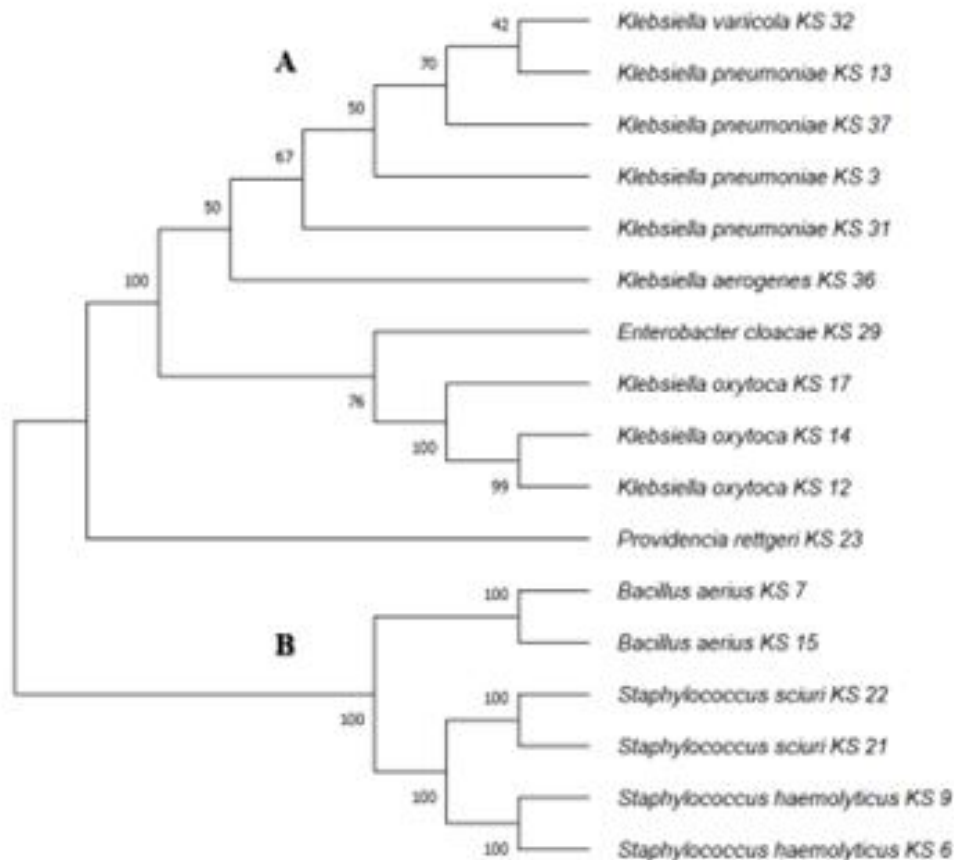 42
Klebsiella variicola KS 32
A
70
Klebsiella pneumoniae KS 13
50
Klebsiella pneumoniae KS 37
67
Klebsiella pneumoniae KS 3
50
Klebsiella pneumoniae KS 31
100
Klebsiella aerogenes KS 36
Enterobacter cloacae KS 29
76
Klebsiella oxytoca KS 17
100
Klebsiella oxytoca KS 14
99
Klebsiella oxytoca KS 12
Providencia rettgeri KS 23
100
Bacillus aerius KS 7
B
Bacillus aerius KS 15
100
Staphylococcus sciuri KS 22
100
Staphylococcus sciuri KS 21
100
Staphylococcus haemolyticus KS 9
100
Staphylococcus haemolyticus KS 6